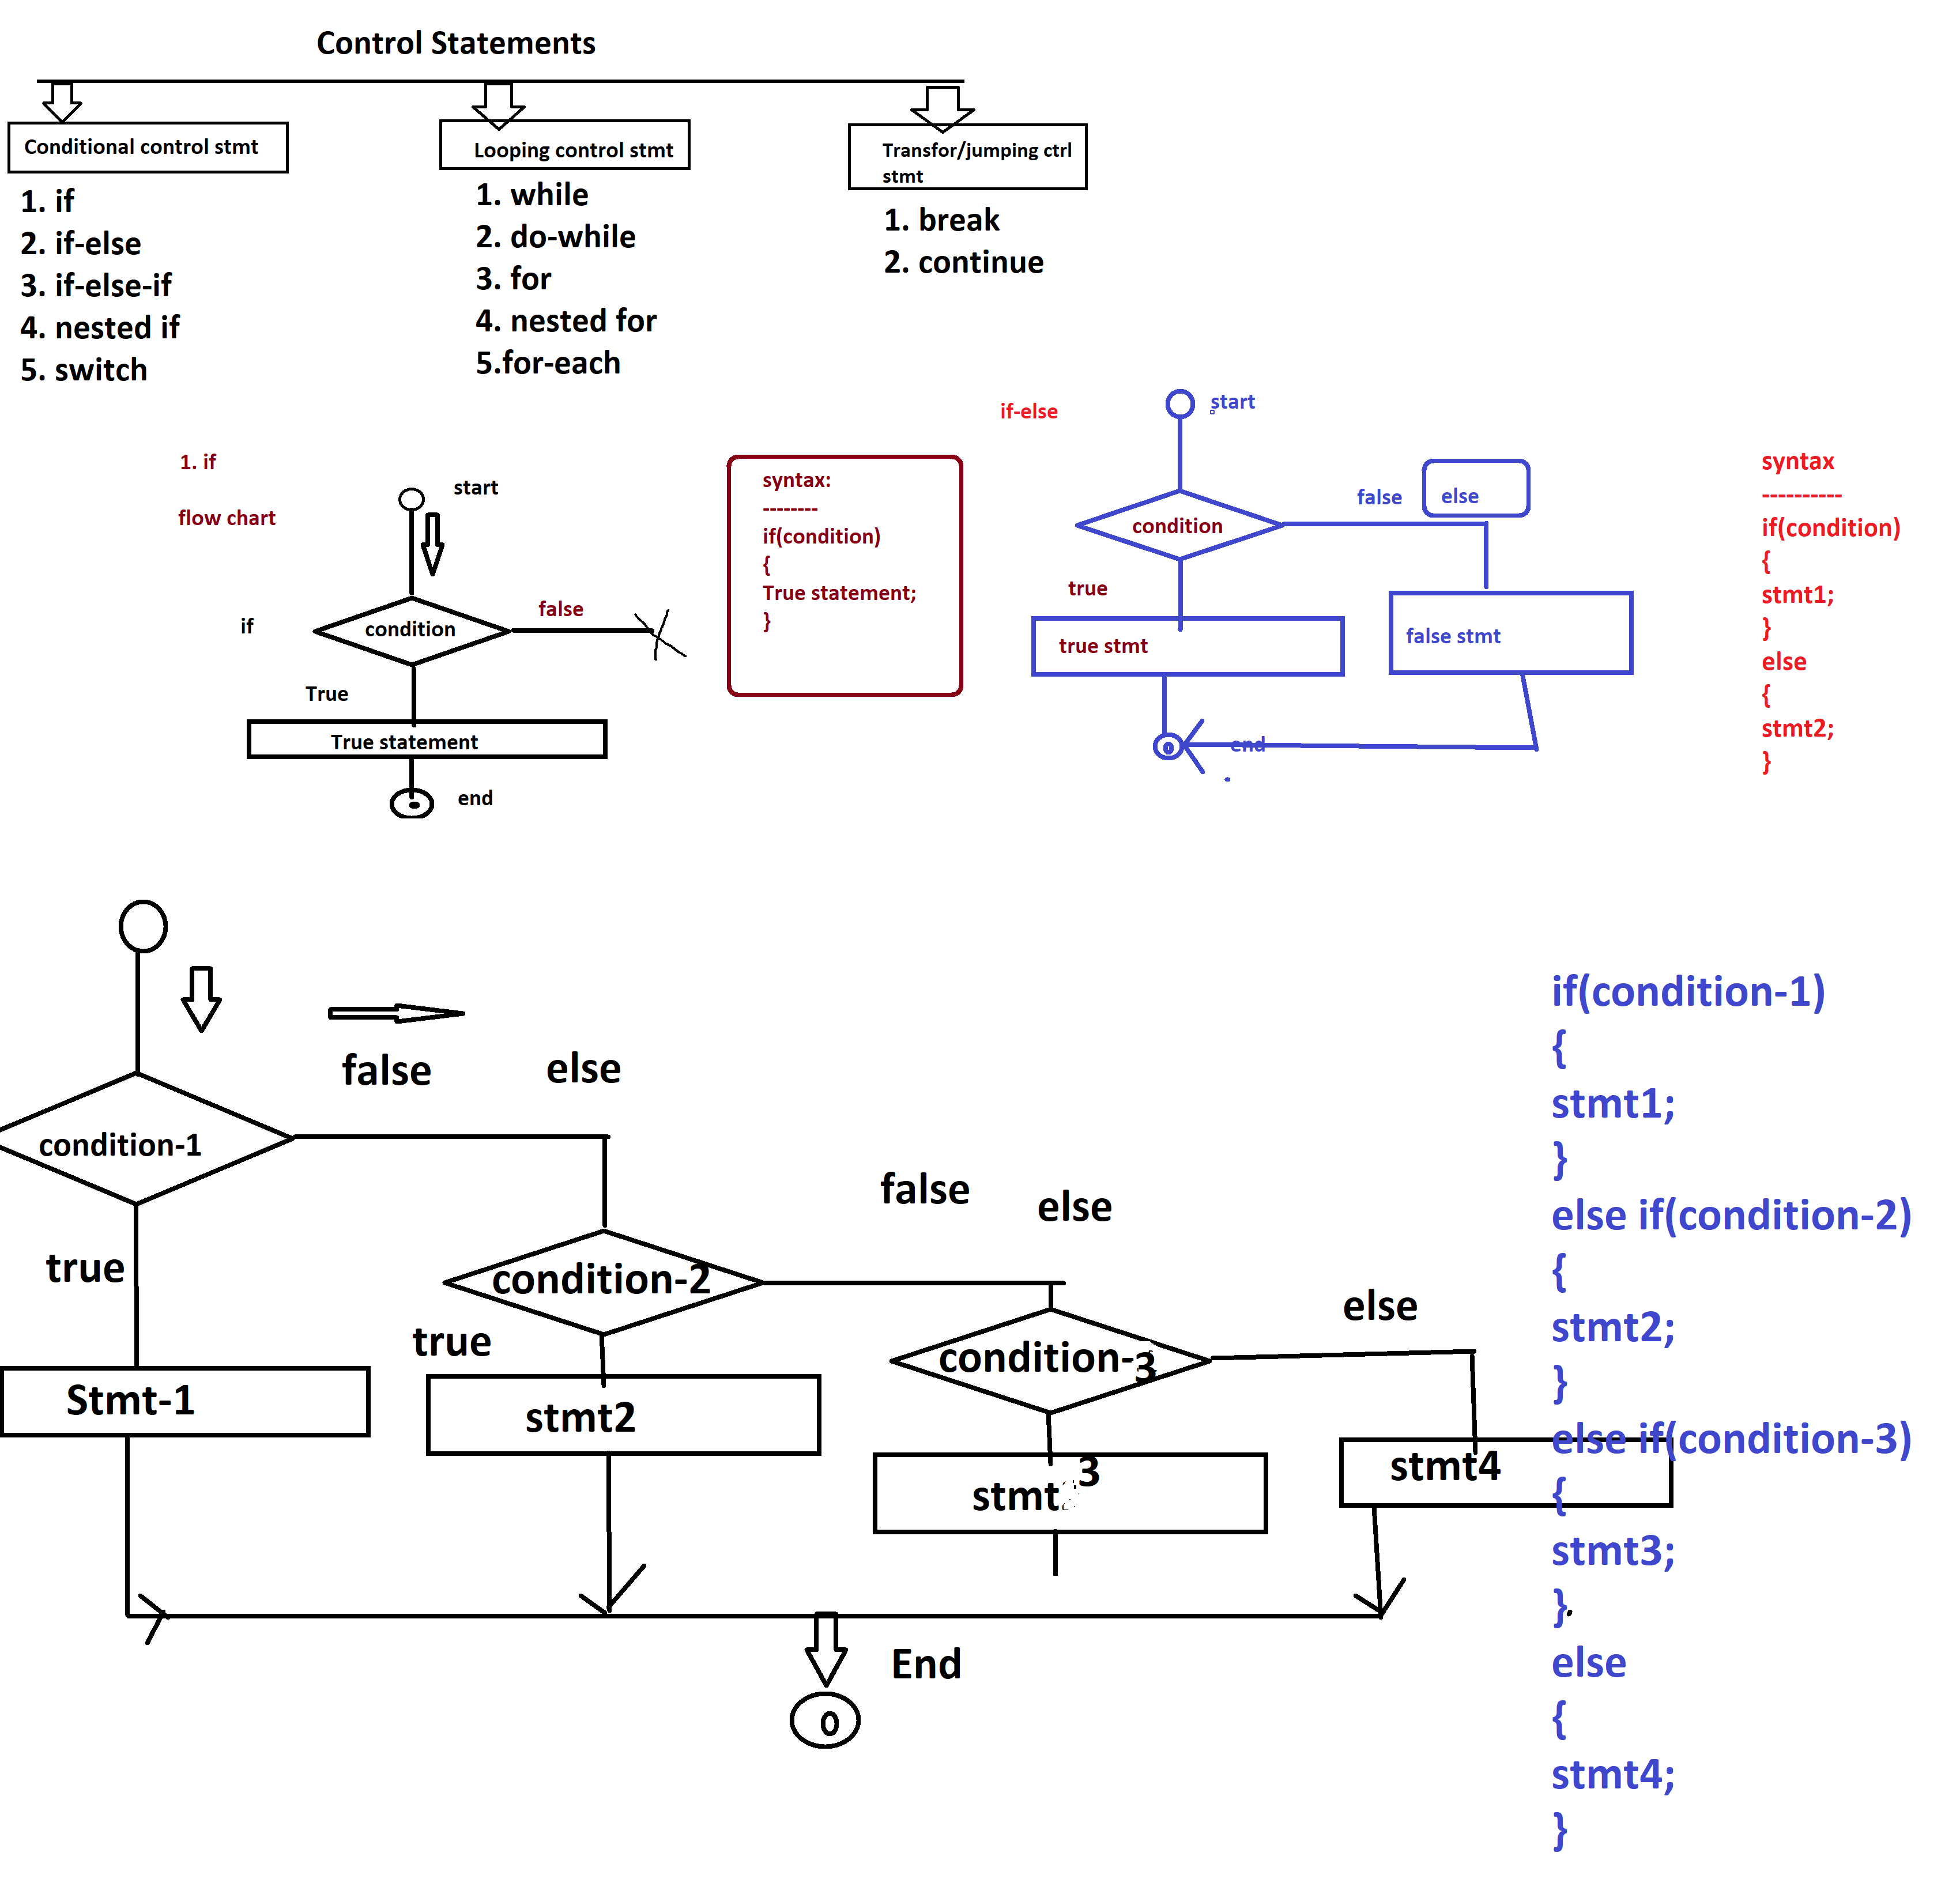 Control Statements
Conditional control stmt
1. if
2. if-else
3. if-else-if
4. nested if
5. switch
Looping control stmt
1. while
2. do-while
3. for
4. nested for
5.for-each
Transfor/jumping ctrl
stmt
1. break
2. continue
1. if
flow chart
start
if
condition
false
True
True statement
end
syntax:
--------
if(condition)
{
True statement;
}
if-else
start
condition
false
else
true
true stmt
false stmt
end
syntax
----------
if(condition)
{
stmt1;
}
else
{
stmt2;
}
false
else
condition-1
true
Stmt-1
false
else
condition-2
true
stmt2
condition-3
else
stmt3
stmt4
End
if(condition-1)
{
stmt1;
}
else if(condition-2)
{
stmt2;
}
else if(condition-3)
{
stmt3;
}
else
{
stmt4;
}